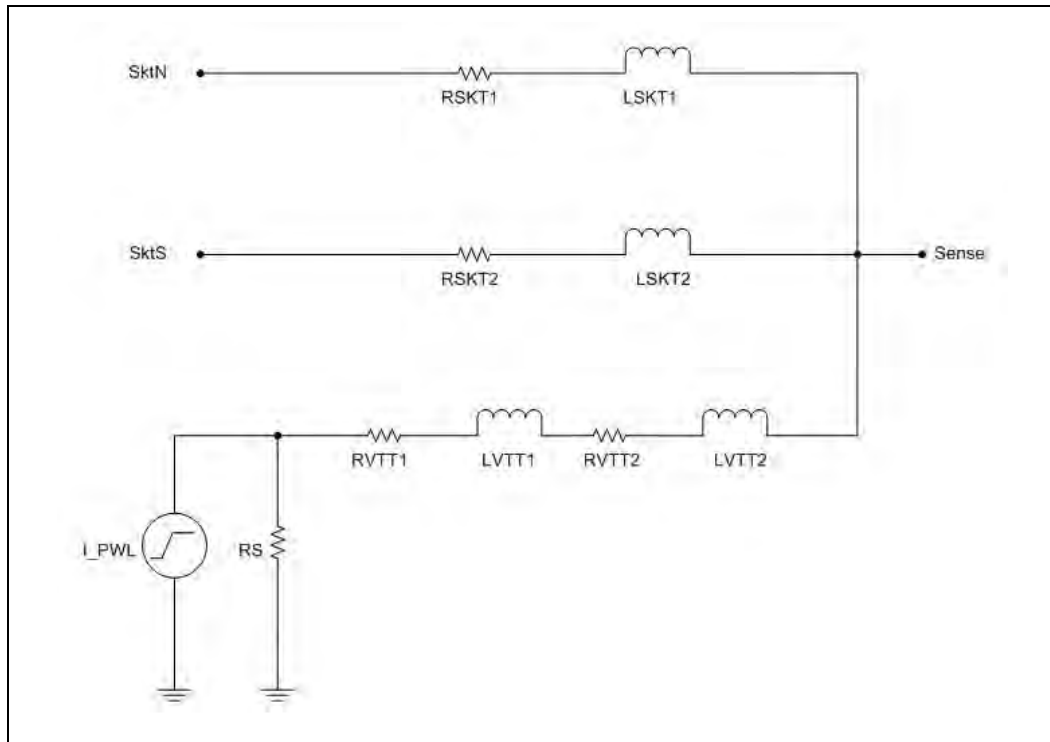 SktN
RSKT1
LSKT1
SktS
RSKT2
LSKT2
Sense
RVTT1
LVTT1
RVTT2
LVTT2
I_PWL
RS